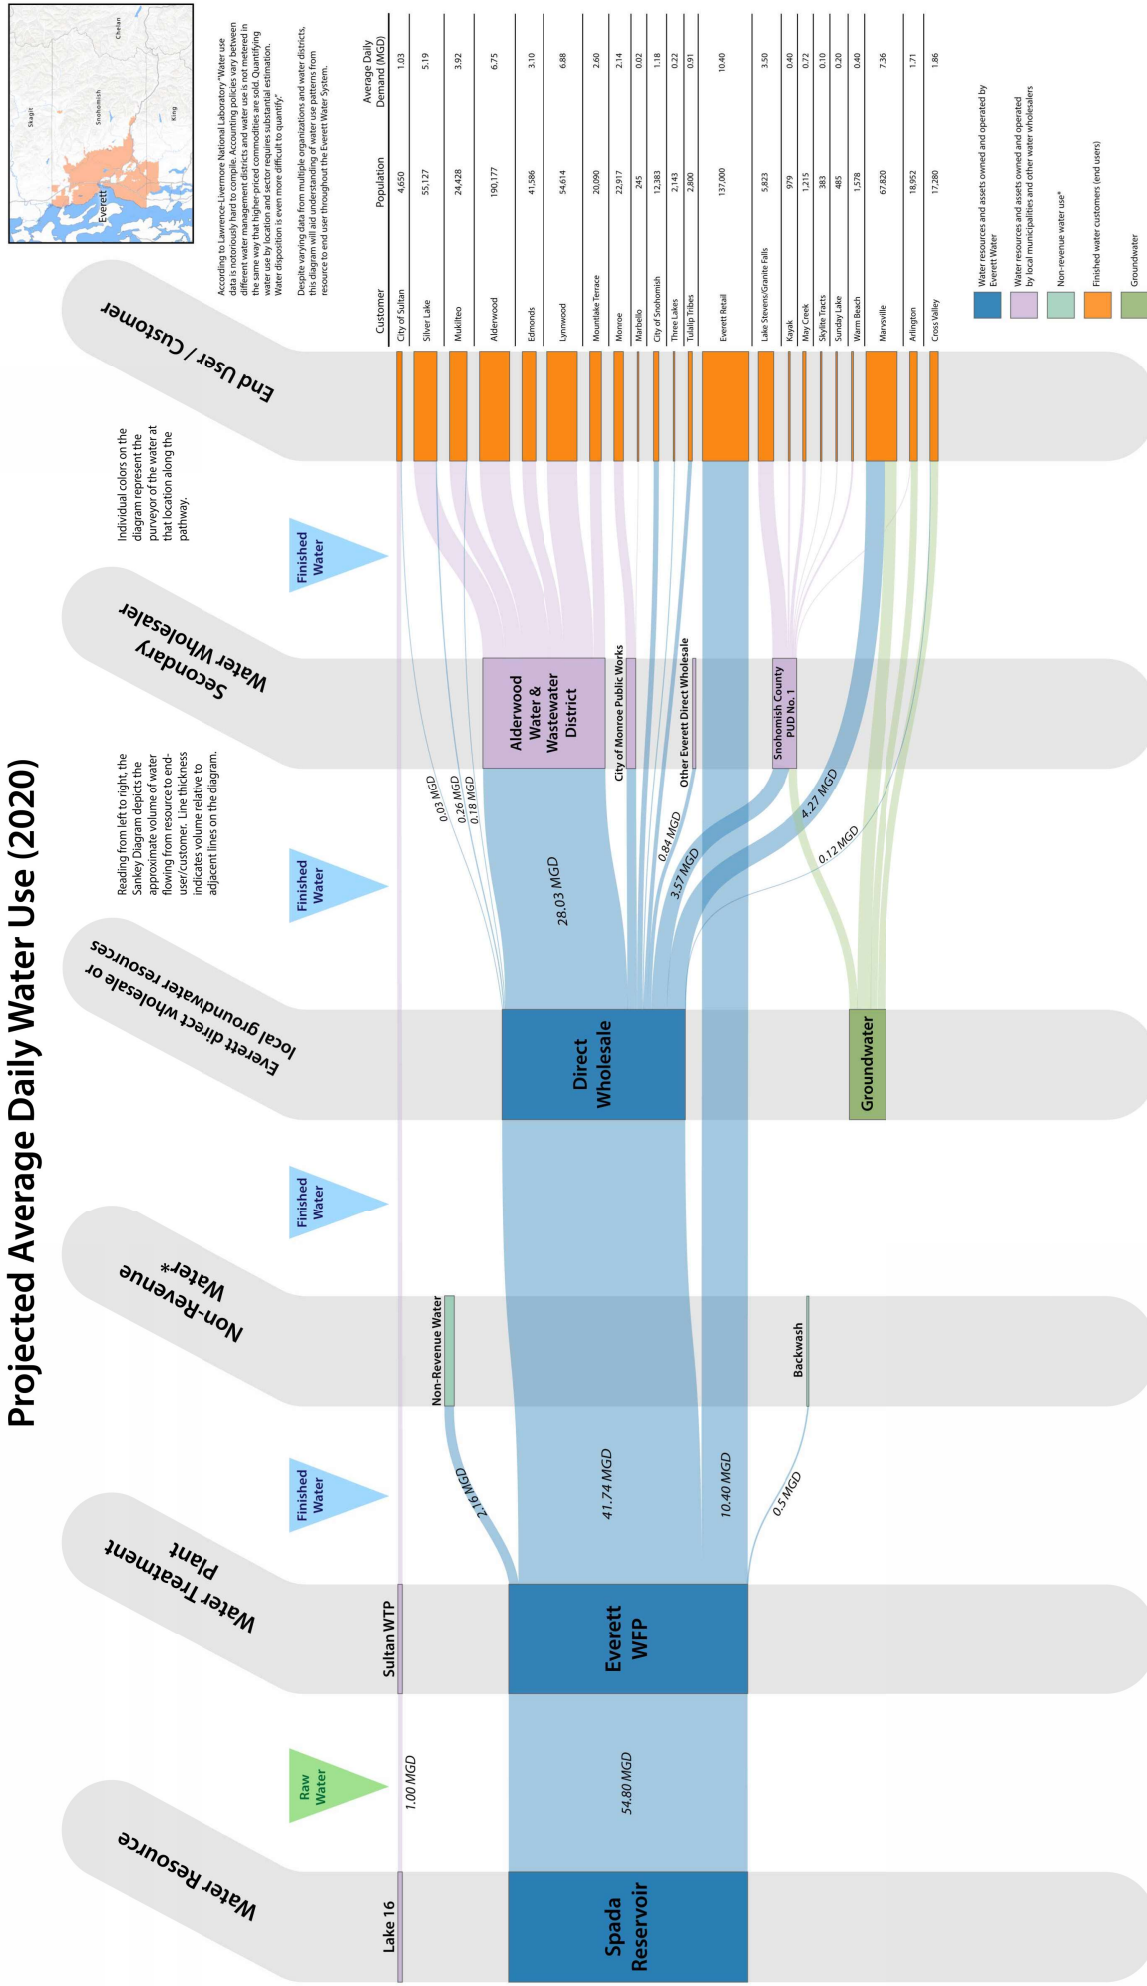 Projected Average Daily Water Use (2020)
Reading from left to right, the
Sankey Diagram depicts the
approximate volume of water
flowing from resource to end-
user/customer. Line thickness
indicates volume relative to
adjacent lines on the diagram.
Individual colors on the
diagram represent the
purveyor of the water at
that location along the
pathway.
Skagit
Chelan
Snohomish
Everett
King
According to Lawrence-Livermore National Laboratory "Water use
data is notoriously hard to compile. Accounting policies vary between
different water management districts and water use is not metered in
the same way that higher-priced commodities are sold. Quantifying
water use by location and sector requires substantial estimation.
Water disposition is even more difficult to quantify."
Despite varying data from multiple organizations and water districts,
this diagram will aid understanding of water use patterns from
resource to end user throughout the Everett Water System.
Water Resource
Water Treatment
Plant
Non-Revenue
Water*
Everett direct wholesale or
local groundwater resources
Secondary
Water Wholesaler
End User / Customer
Raw
Water
Finished
Water
Finished
Water
Finished
Water
Finished
Water
Lake 16
1.00 MGD
Sultan WTP
Spada
Reservoir
54.80 MGD
Everett
WFP
2.16 MGD
Non-Revenue Water
41.74 MGD
10.40 MGD
0.5 MGD
Backwash
Direct
Wholesale
Groundwater
0.03 MGD
0.26 MGD
0.18 MGD
28.03 MGD
0.84 MGD
3.57 MGD
4.27 MGD
0.12 MGD
Alderwood
Water &
Wastewater
District
City of Monroe Public Works
Other Everett Direct Wholesale
Snohomish County
PUD No. 1
Customer Population Average Daily
Demand (MGD)
City of Sultan 4,650 1.03
Silver Lake 55,127 5.19
Mukilteo 24,428 3.92
Alderwood 190,177 6.75
Edmonds 41,586 3.10
Lynnwood 54,614 6.88
Mountlake Terrace 20,090 2.60
Monroe 22,917 2.14
Marbello 245 0.02
City of Snohomish 12,383 1.18
Three Lakes 2,143 0.22
Tulalip Tribes 2,800 0.91
Everett Retail 137,000 10.40
Lake Stevens/Granite Falls 5,823 3.50
Kayak 979 0.40
May Creek 1,215 0.72
Skylite Tracts 383 0.10
Sunday Lake 485 0.20
Warm Beach 1,578 0.40
Marysville 67,820 7.36
Arlington 18,952 1.71
Cross Valley 17,280 1.86
Water resources and assets owned and operated by
Everett Water
Water resources and assets owned and operated
by local municipalities and other water wholesalers
Non-revenue water use*
Finished water customers (end users)
Groundwater